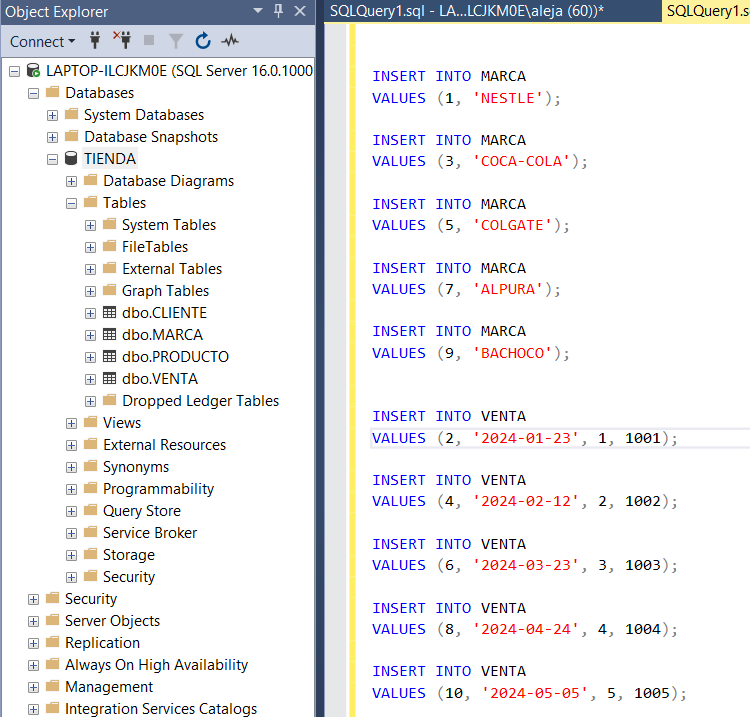 Object Explorer
Connect
LAPTOP-ILCJKM0E (SQL Server 16.0.1000
Databases
System Databases
Database Snapshots
TIENDA
Database Diagrams
Tables
System Tables
FileTables
External Tables
Graph Tables
dbo.CLIENTE
dbo.MARCA
dbo.PRODUCTO
dbo.VENTA
Dropped Ledger Tables
Views
External Resources
Synonyms
Programmability
Query Store
Service Broker
Storage
Security
Security
Server Objects
Replication
Always On High Availability
Management
Integration Services Catalogs
SQLQuery1.sql - LA...LCJKM0E\aleja (60))*
SQLQuery1.s
INSERT INTO MARCA
VALUES (1, 'NESTLE');
INSERT INTO MARCA
VALUES (3, 'COCA-COLA');
INSERT INTO MARCA
VALUES (5, 'COLGATE');
INSERT INTO MARCA
VALUES (7, 'ALPURA');
INSERT INTO MARCA
VALUES (9, 'BACHOCO');
INSERT INTO VENTA
VALUES (2, '2024-01-23', 1, 1001);
INSERT INTO VENTA
VALUES (4, '2024-02-12', 2, 1002);
INSERT INTO VENTA
VALUES (6, '2024-03-23', 3, 1003);
INSERT INTO VENTA
VALUES (8, '2024-04-24', 4, 1004);
INSERT INTO VENTA
VALUES (10, '2024-05-05', 5, 1005);